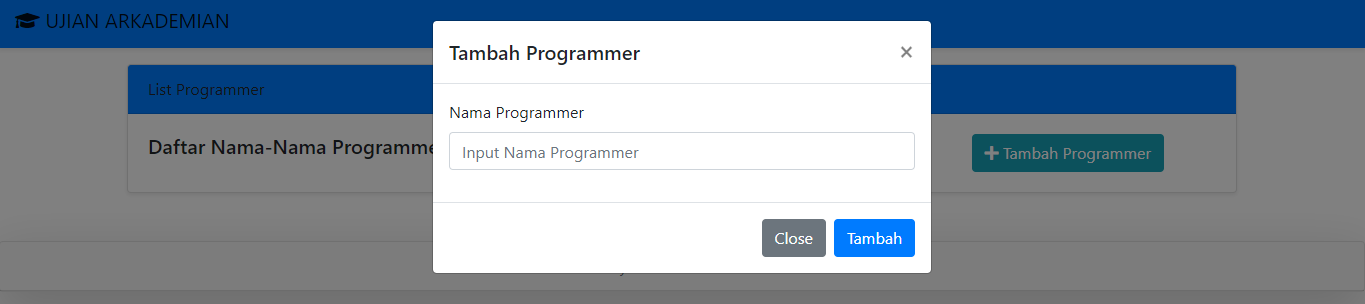 UJIAN ARKADEMIAN
Tambah Programmer
×
List Programmer
Nama Programmer
Daftar Nama-Nama Programme
Input Nama Programmer
Tambah Programmer
Close
Tambah